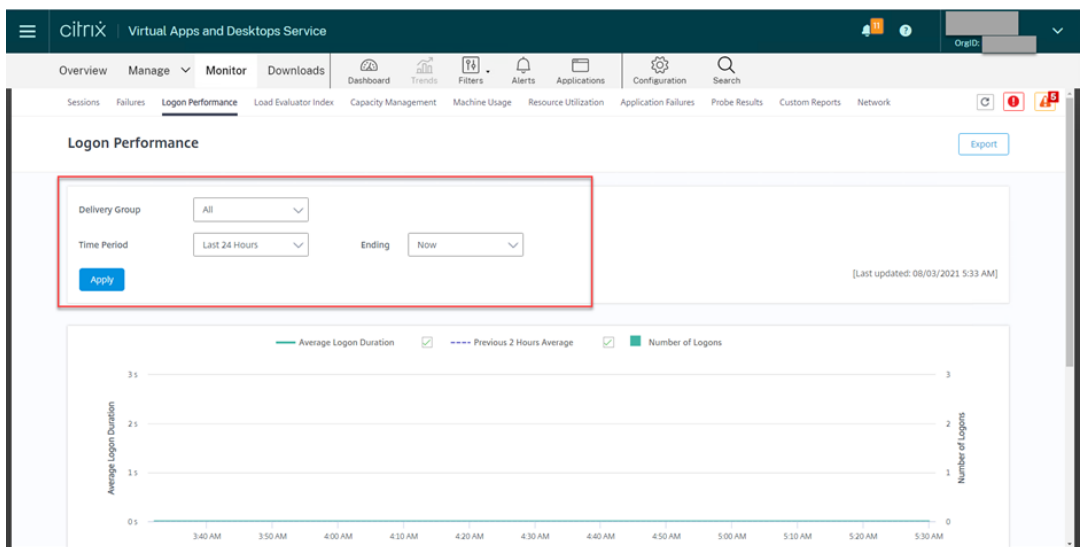 citrix | Virtual Apps and Desktops Service
11
OrgID:
Overview Manage Monitor Downloads Dashboard Trends Filters Alerts Applications Configuration Search
Sessions Failures Logon Performance Load Evaluator Index Capacity Management Machine Usage Resource Utilization Application Failures Probe Results Custom Reports Network
5
Logon Performance
Export
Delivery Group All
Time Period Last 24 Hours Ending Now
Apply
[Last updated: 08/03/2021 5:33 AM]
Average Logon Duration Previous 2 Hours Average Number of Logons
3 s 3
2 s 2
1 s 1
0 s 0
Average Logon Duration
Number of Logons
3:40 AM 3:50 AM 4:00 AM 4:10 AM 4:20 AM 4:30 AM 4:40 AM 4:50 AM 5:00 AM 5:10 AM 5:20 AM 5:30 AM